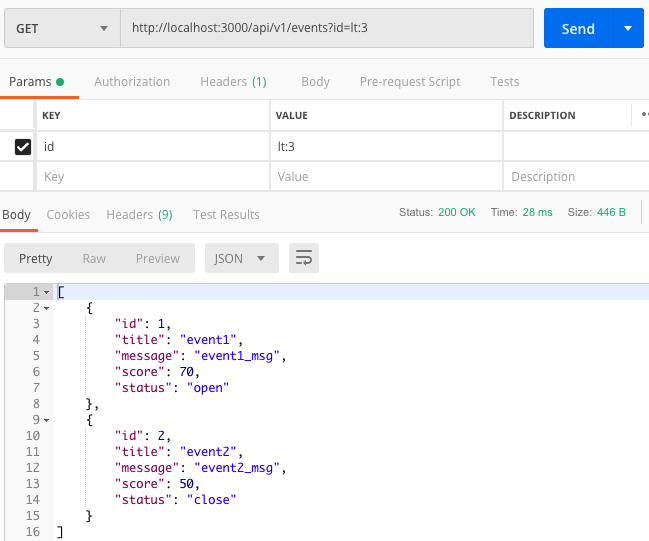 GET http://localhost:3000/api/v1/events?id=lt:3 Send
Params Authorization Headers (1) Body Pre-request Script Tests
KEY VALUE DESCRIPTION
id lt:3
Key Value Description
Body Cookies Headers (9) Test Results Status: 200 OK Time: 28 ms Size: 446 B
Pretty Raw Preview JSON
1 [
2 {
3 "id": 1,
4 "title": "event1",
5 "message": "event1_msg",
6 "score": 70,
7 "status": "open"
8 },
9 {
10 "id": 2,
11 "title": "event2",
12 "message": "event2_msg",
13 "score": 50,
14 "status": "close"
15 }
16 ]